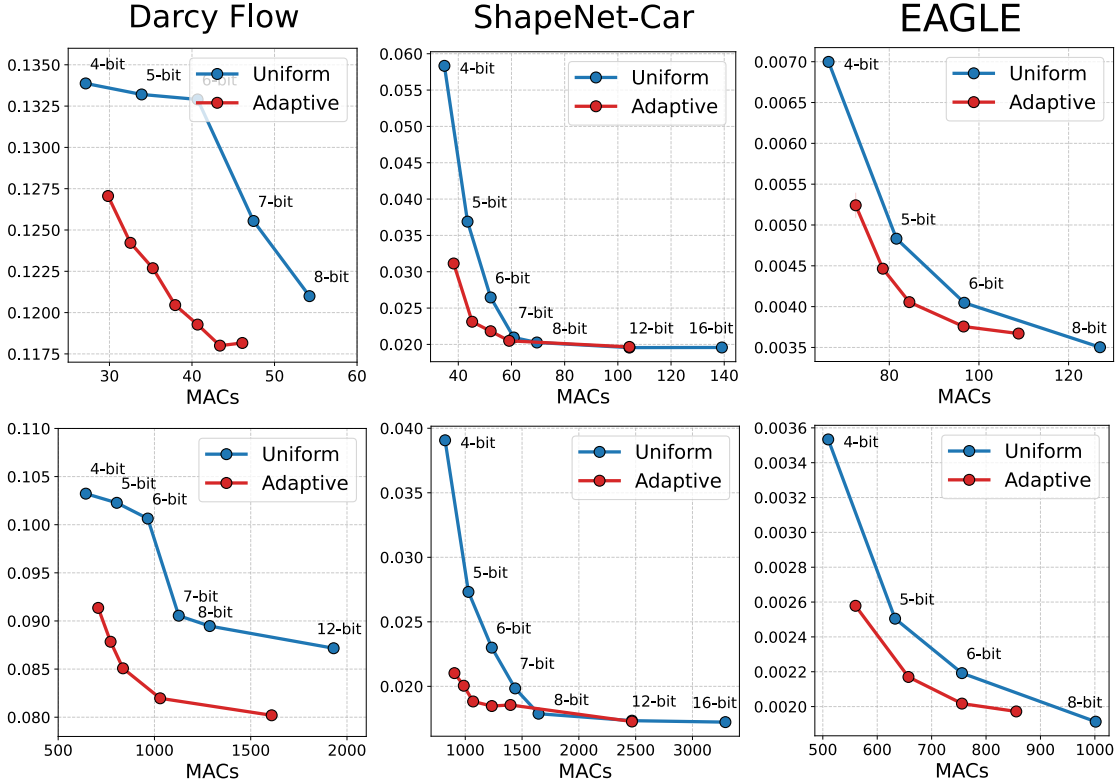 Darcy Flow
ShapeNet-Car
EAGLE
0.1350
0.1325
0.1300
0.1275
0.1250
0.1225
0.1200
0.1175
4-bit
5-bit
6-bit
7-bit
8-bit
Uniform
Adaptive
30
40
50
60
MACs
0.060
0.055
0.050
0.045
0.040
0.035
0.030
0.025
0.020
4-bit
5-bit
6-bit
7-bit
8-bit
12-bit
16-bit
Uniform
Adaptive
40
60
80
100
120
140
MACs
0.0070
0.0065
0.0060
0.0055
0.0050
0.0045
0.0040
0.0035
4-bit
5-bit
6-bit
8-bit
Uniform
Adaptive
80
100
120
MACs
0.110
0.105
0.100
0.095
0.090
0.085
0.080
4-bit
5-bit
6-bit
7-bit
8-bit
12-bit
Uniform
Adaptive
500
1000
1500
2000
MACs
0.040
0.030
0.020
4-bit
5-bit
6-bit
7-bit
8-bit
12-bit
16-bit
Uniform
Adaptive
1000
1500
2000
2500
3000
MACs
0.0036
0.0034
0.0032
0.0030
0.0028
0.0026
0.0024
0.0022
0.0020
0.0018
4-bit
5-bit
6-bit
8-bit
Uniform
Adaptive
500
600
700
800
900
1000
MACs